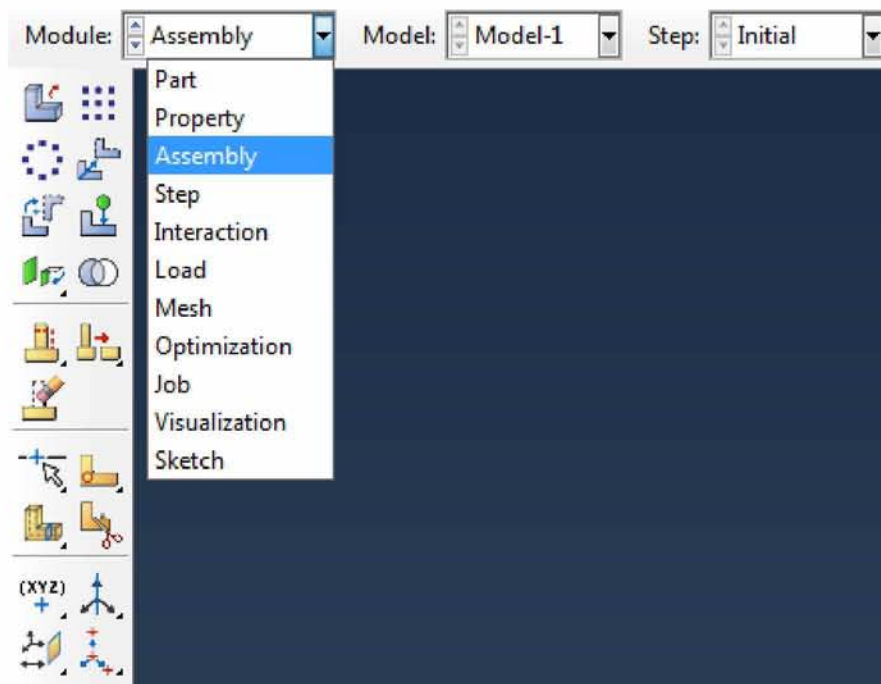 Module: Assembly Model: Model-1 Step: Initial
Part
Property
Assembly
Step
Interaction
Load
Mesh
Optimization
Job
Visualization
Sketch
(XYZ)